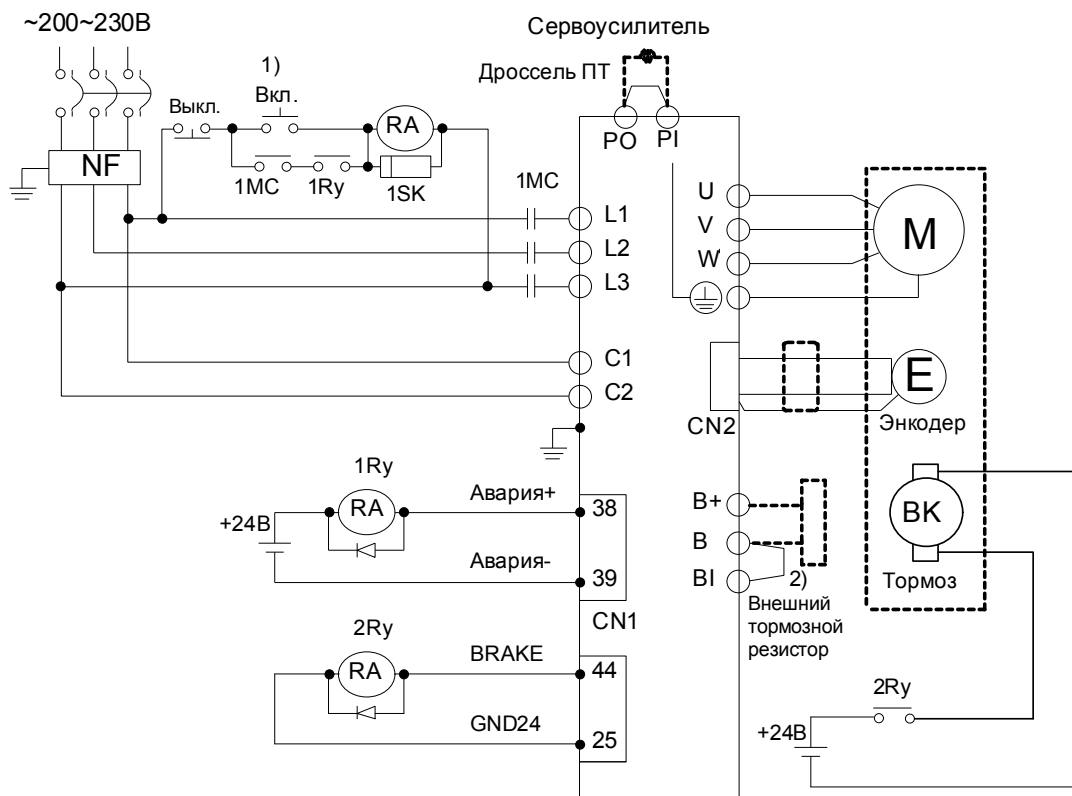 ~200~230В
Сервоусилитель
1)
Дроссель ПТ
Выкл.
Вкл.
RA
PO
PI
NF
1MC
1Ry
1SK
1MC
U
L1
V
M
L2
W
L3
C1
E
C2
CN2
Энкодер
1Ry
Авария+
38
B+
RA
+24В
BK
B
Авария-
39
BI
2)
Тормоз
CN1
Внешний
тормозной
резистор
2Ry
BRAKE
44
RA
2Ry
GND24
25
+24В